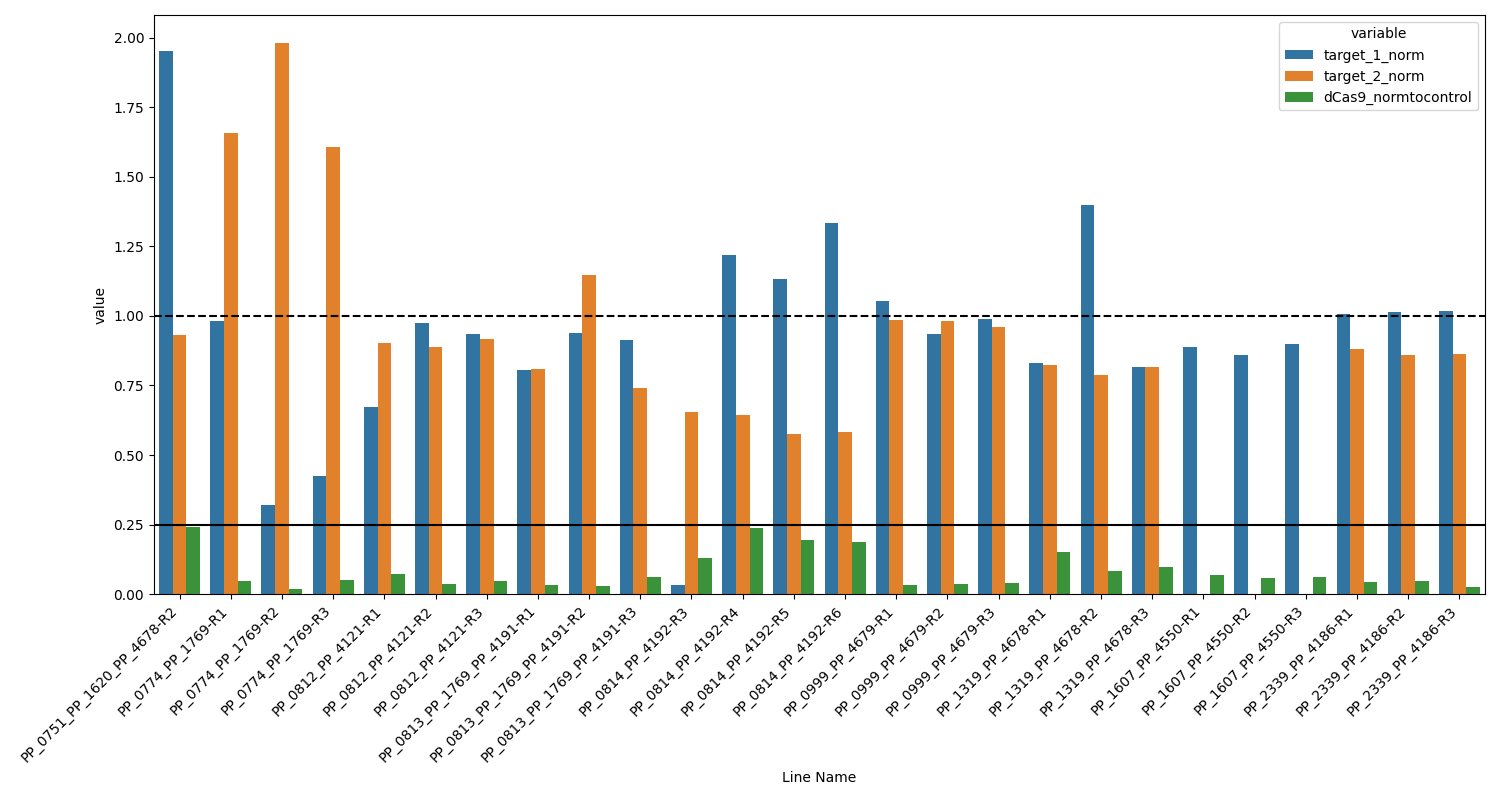 variable
target_1_norm
target_2_norm
dCas9_normtocontrol
value
2.00
1.75
1.50
1.25
1.00
0.75
0.50
0.25
0.00
PP_0751_PP_1620_PP_4678-R2
PP_0774_PP_1769-R1
PP_0774_PP_1769-R2
PP_0774_PP_1769-R3
PP_0812_PP_4121-R1
PP_0812_PP_4121-R2
PP_0812_PP_4121-R3
PP_0813_PP_1769_PP_4191-R1
PP_0813_PP_1769_PP_4191-R2
PP_0813_PP_1769_PP_4191-R3
PP_0814_PP_4192-R3
PP_0814_PP_4192-R4
PP_0814_PP_4192-R5
PP_0814_PP_4192-R6
PP_0999_PP_4679-R1
PP_0999_PP_4679-R2
PP_0999_PP_4679-R3
PP_1319_PP_4678-R1
PP_1319_PP_4678-R2
PP_1319_PP_4678-R3
PP_1607_PP_4550-R1
PP_1607_PP_4550-R2
PP_1607_PP_4550-R3
PP_2339_PP_4186-R1
PP_2339_PP_4186-R2
PP_2339_PP_4186-R3
Line Name